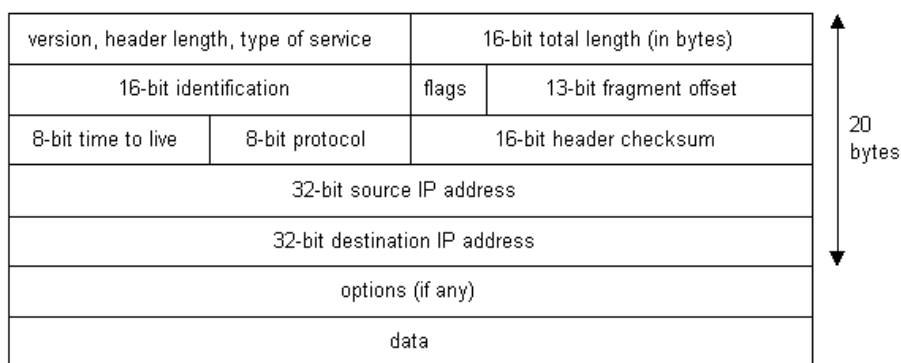 version, header length, type of service
16-bit total length (in bytes)
16-bit identification
flags
13-bit fragment offset
8-bit time to live
8-bit protocol
16-bit header checksum
20
bytes
32-bit source IP address
32-bit destination IP address
options (if any)
data